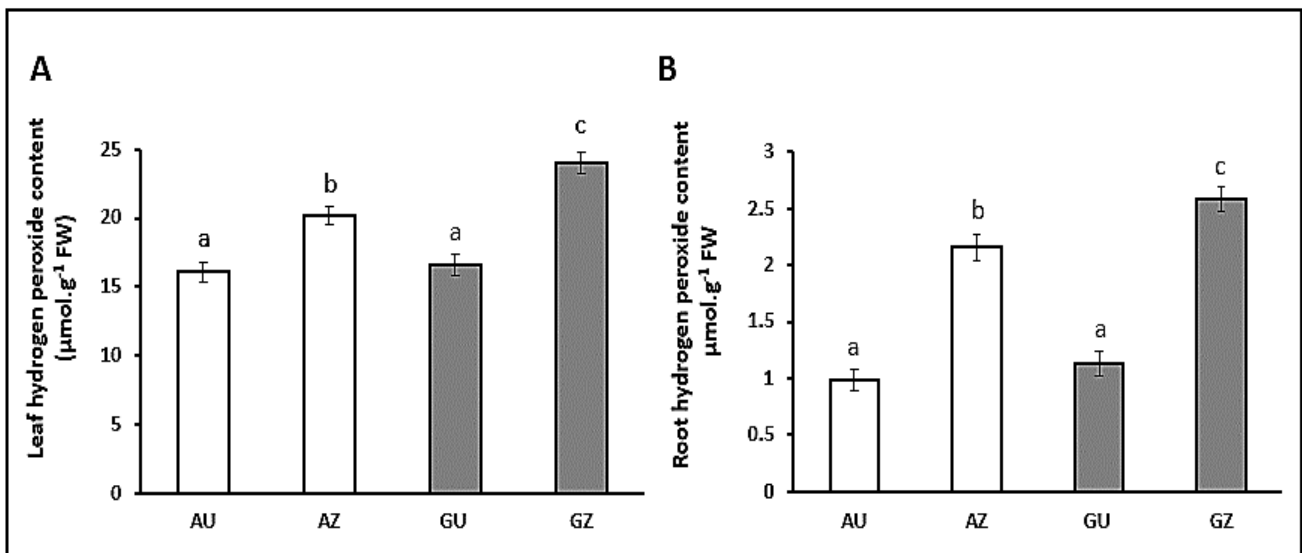 A
Leaf hydrogen peroxide content
(µmol.g⁻¹ FW)
25
20
15
10
5
0
a
b
a
c
AU
AZ
GU
GZ
B
Root hydrogen peroxide content
µmol.g⁻¹ FW
3
2.5
2
1.5
1
0.5
0
a
b
a
c
AU
AZ
GU
GZ